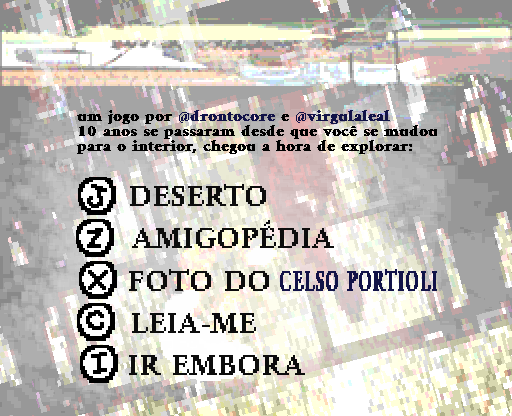 um jogo por @drontocore e @virgulaleal
10 anos se passaram desde que você se mudou
para o interior, chegou a hora de explorar:
J DESERTO
Z AMIGOPÉDIA
X FOTO DO CELSO PORTIOLI
C LEIA-ME
I IR EMBORA